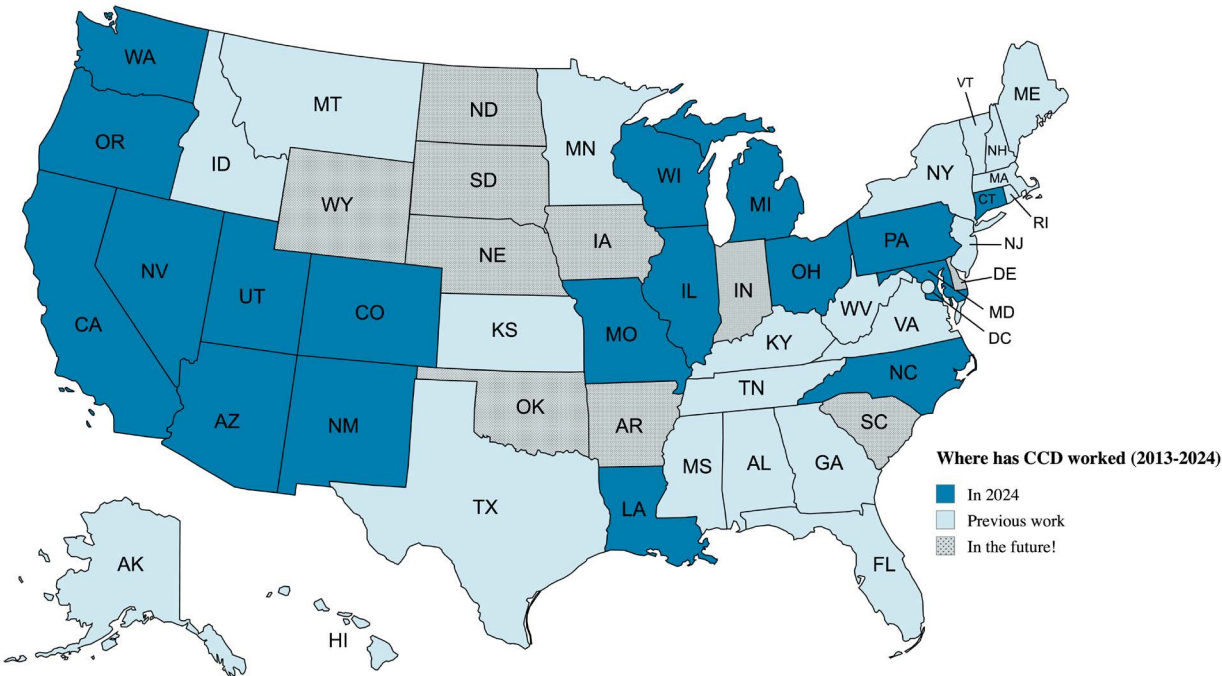 WA
MT
ND
MN
ME
VT
OR
ID
SD
WI
NH
NY
MA
WY
MI
CT
RI
NE
IA
PA
NJ
NV
UT
CO
IL
IN
OH
DE
CA
KS
MO
WV
VA
MD
KY
DC
AZ
NM
OK
AR
TN
NC
SC
MS
AL
GA
TX
LA
FL
AK
HI
Where has CCD worked (2013-2024)
In 2024
Previous work
In the future!